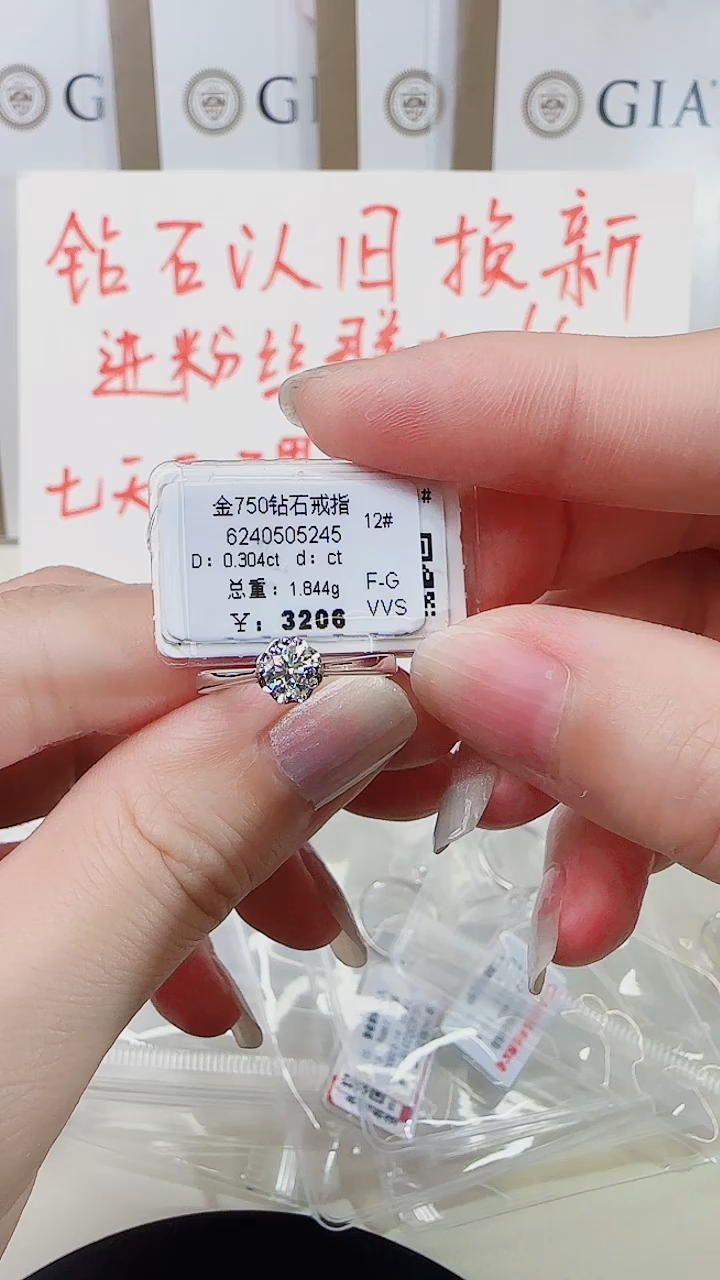 G
GI
GIA
钻石以旧换新
进粉丝群
七天
金750钻石戒指
12#
#
6240505245
D: 0.304ct d: ct
总重: 1.844g
F-G
¥: 3206
VVS